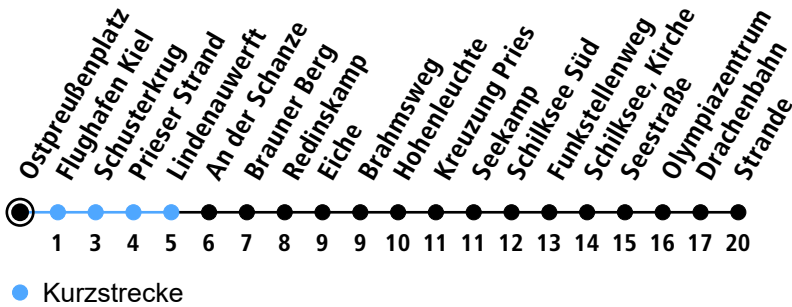 Ostpreußenplatz
Flughafen Kiel
Schusterkrug
Prieser Strand
Lindenauwerft
An der Schanze
Brauner Berg
Redinskamp
Eiche
Brahmsweg
Hohenleuchte
Kreuzung Pries
Seekamp
Schilksee Süd
Funkstellenweg
Schilksee, Kirche
Seestraße
Olympiazentrum
Drachenbahn
Strande
1 3 4 5 6 7 8 9 9 10 11 11 12 13 14 15 16 17 20
Kurzstrecke